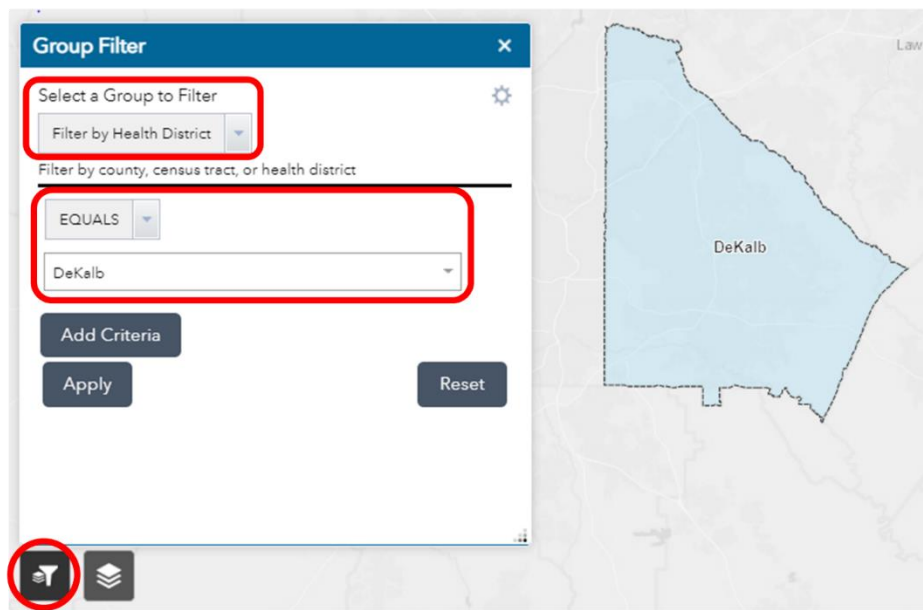 Group Filter
Select a Group to Filter
Filter by Health District
Filter by county, census tract, or health district
EQUALS
DeKalb
Add Criteria
Apply
Reset
Law
DeKalb